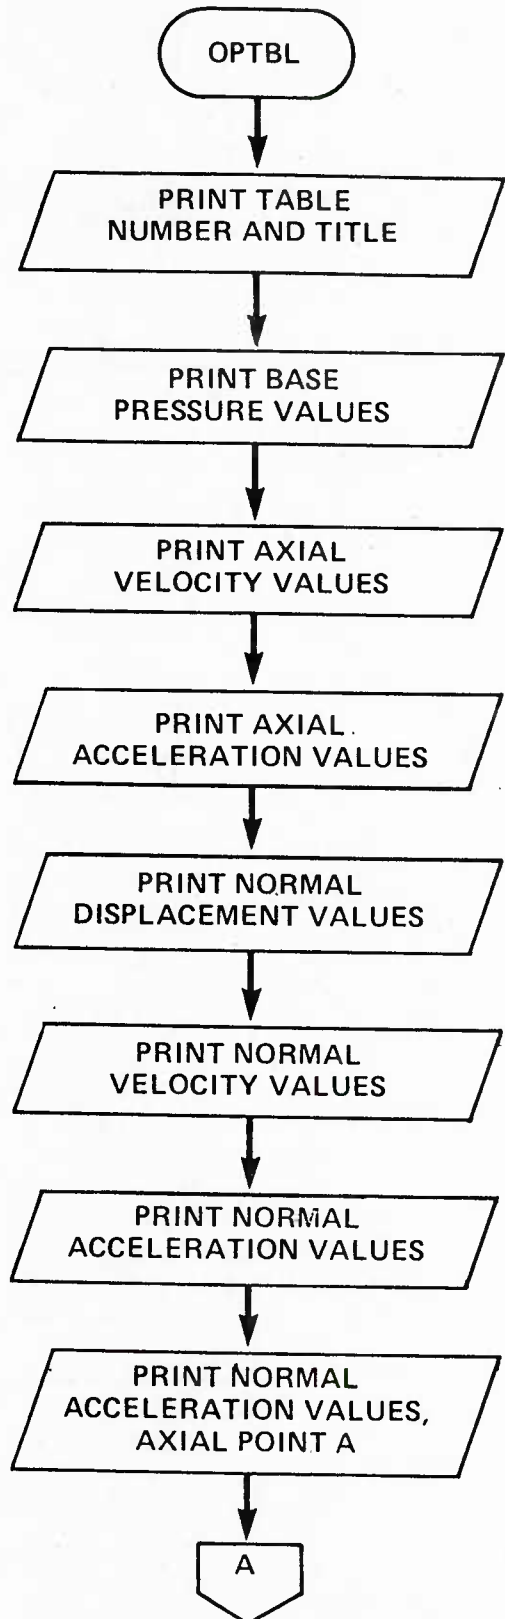 OPTBL
PRINT TABLE
NUMBER AND TITLE
PRINT BASE
PRESSURE VALUES
PRINT AXIAL
VELOCITY VALUES
PRINT AXIAL
ACCELERATION VALUES
PRINT NORMAL
DISPLACEMENT VALUES
PRINT NORMAL
VELOCITY VALUES
PRINT NORMAL
ACCELERATION VALUES
PRINT NORMAL
ACCELERATION VALUES,
AXIAL POINT A
A